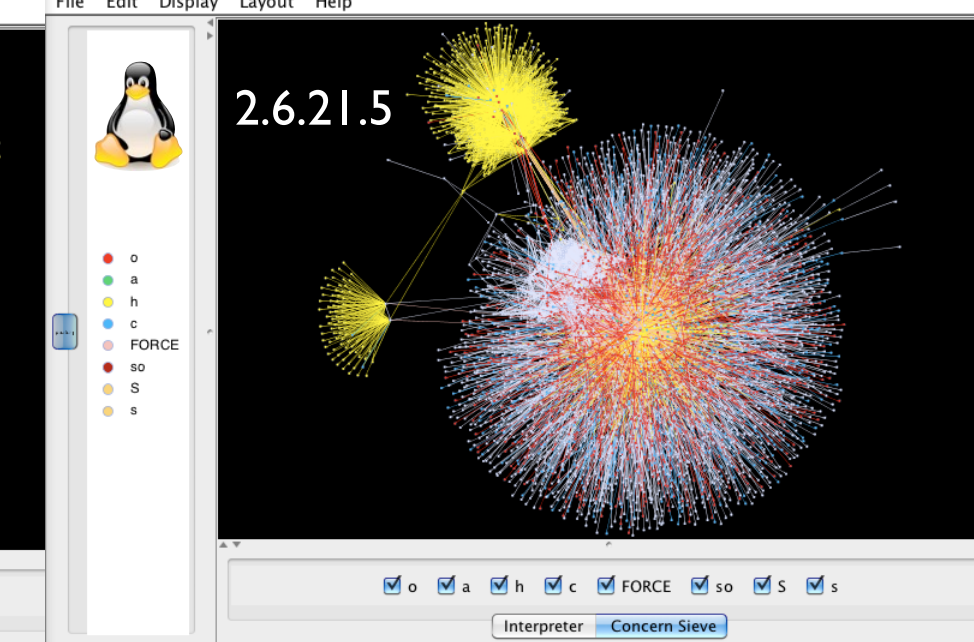 File Edit Display Layout Help
2.6.21.5
o
a
h
c
FORCE
so
S
s
o a h c FORCE so S s
Interpreter Concern Sieve